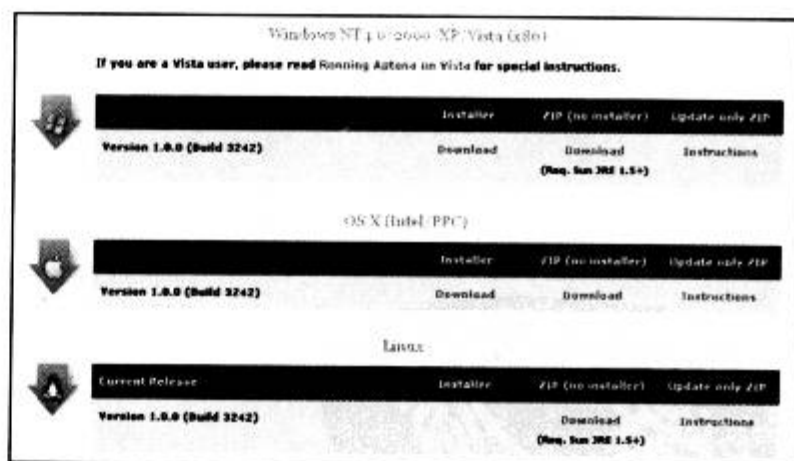 Windows NT 4.0/2000/XP/Vista (x86)
If you are a Vista user, please read Running Aptana on Vista for special instructions.
Installer ZIP (no installer) Update only ZIP
Version 1.0.0 (Build 3242) Download Download Instructions
(Req. Sun JRE 1.5+)
OS X (Intel/PPC)
Installer ZIP (no installer) Update only ZIP
Version 1.0.0 (Build 3242) Download Download Instructions
Linux
Current Release Installer ZIP (no installer) Update only ZIP
Version 1.0.0 (Build 3242) Download Instructions
(Req. Sun JRE 1.5+)